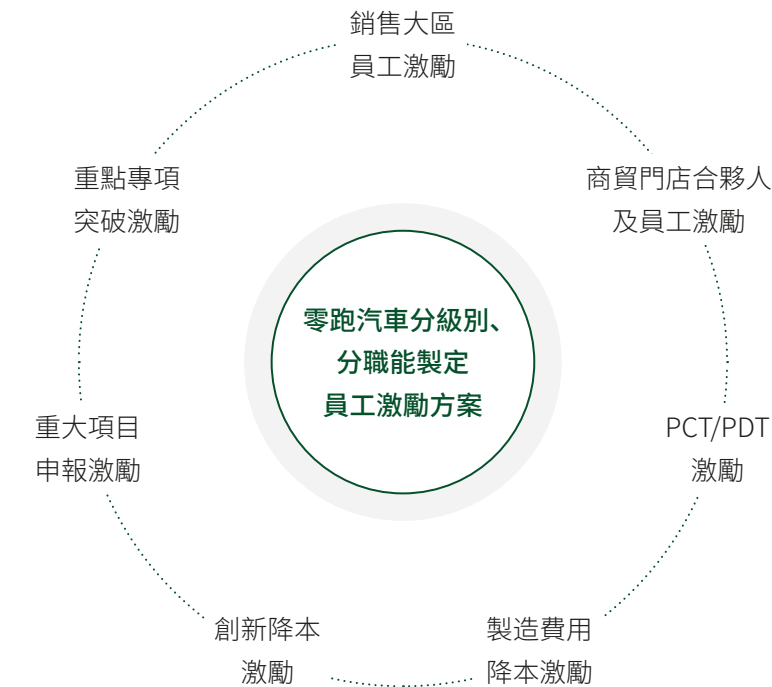 銷售大區
員工激勵
商貿門店合夥人
及員工激勵
PCT/PDT
激勵
製造費用
降本激勵
創新降本
激勵
重大項目
申報激勵
重點專項
突破激勵
零跑汽車分級別、
分職能製定
員工激勵方案